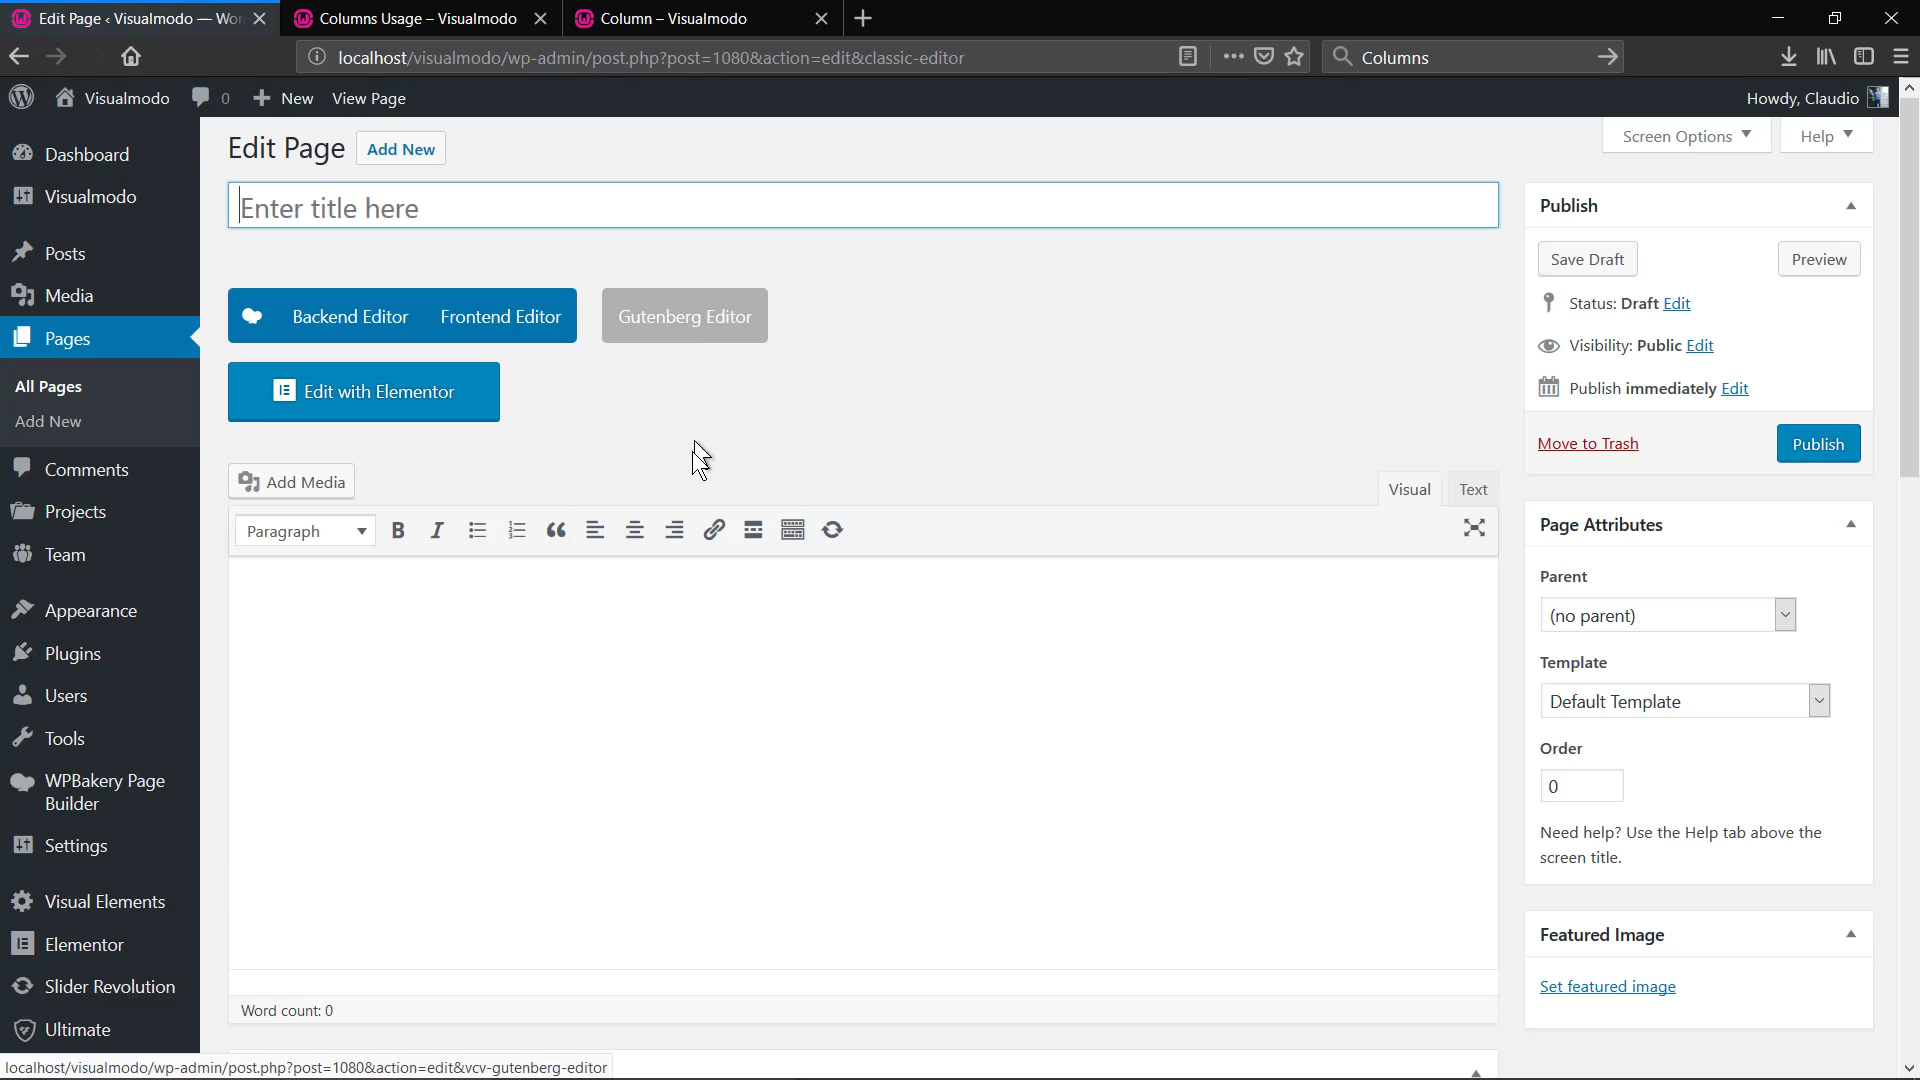 Edit Page ‹ Visualmodo — Wor
Columns Usage – Visualmodo
Column – Visualmodo
localhost/visualmodo/wp-admin/post.php?post=1080&action=edit&classic-editor
Columns
Visualmodo
0
New
View Page
Howdy, Claudio
Dashboard
Visualmodo
Posts
Media
Pages
All Pages
Add New
Comments
Projects
Team
Appearance
Plugins
Users
Tools
WPBakery Page
Builder
Settings
Visual Elements
Elementor
Slider Revolution
Ultimate
Edit Page
Add New
Screen Options
Help
Enter title here
Backend Editor
Frontend Editor
Gutenberg Editor
Edit with Elementor
Add Media
Visual
Text
Paragraph
B
I
Word count: 0
Publish
Save Draft
Preview
Status: Draft Edit
Visibility: Public Edit
Publish immediately Edit
Move to Trash
Publish
Page Attributes
Parent
(no parent)
Template
Default Template
Order
0
Need help? Use the Help tab above the
screen title.
Featured Image
Set featured image
localhost/visualmodo/wp-admin/post.php?post=1080&action=edit&vcv-gutenberg-editor